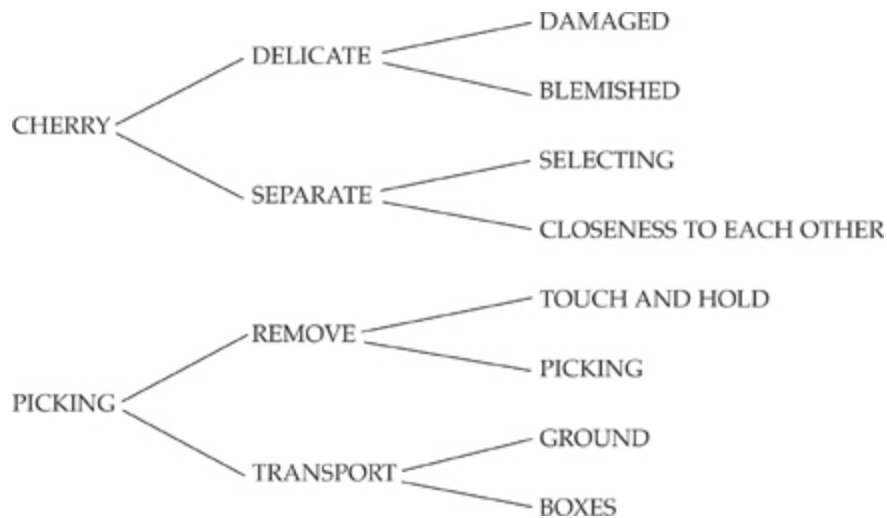 DAMAGED
DELICATE
BLEMISHED
CHERRY
SELECTING
SEPARATE
CLOSENESS TO EACH OTHER
TOUCH AND HOLD
REMOVE
PICKING
PICKING
GROUND
TRANSPORT
BOXES